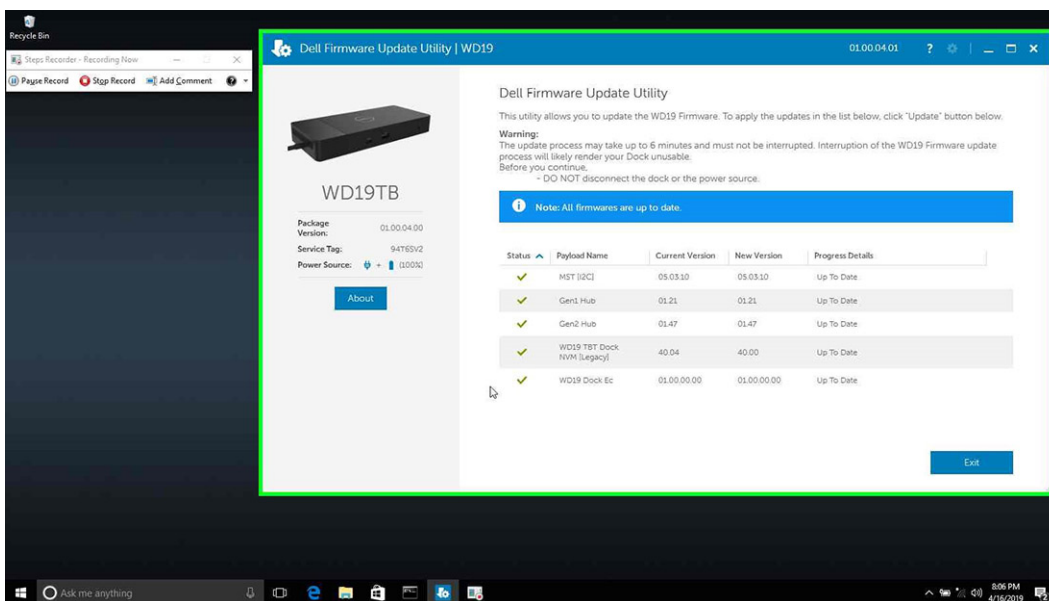 Recycle Bin
Steps Recorder - Recording Now
Pause Record Stop Record Add Comment
Dell Firmware Update Utility | WD19 01.00.04.01 ?
WD19TB
Package Version: 01.00.04.00
Service Tag: 94T6SV2
Power Source: + (100%)
About
Dell Firmware Update Utility
This utility allows you to update the WD19 Firmware. To apply the updates in the list below, click "Update" button below.
Warning:
The update process may take up to 6 minutes and must not be interrupted. Interruption of the WD19 Firmware update
process will likely render your Dock unusable.
Before you continue,
- DO NOT disconnect the dock or the power source.
Note: All firmwares are up to date.
Status Payload Name Current Version New Version Progress Details
MST [I2C] 05.03.10 05.03.10 Up To Date
Gen1 Hub 01.21 01.21 Up To Date
Gen2 Hub 01.47 01.47 Up To Date
WD19 TBT Dock
NVM [Legacy] 40.04 40.00 Up To Date
WD19 Dock Ec 01.00.00.00 01.00.00.00 Up To Date
Exit
Ask me anything
8:06 PM
4/16/2019